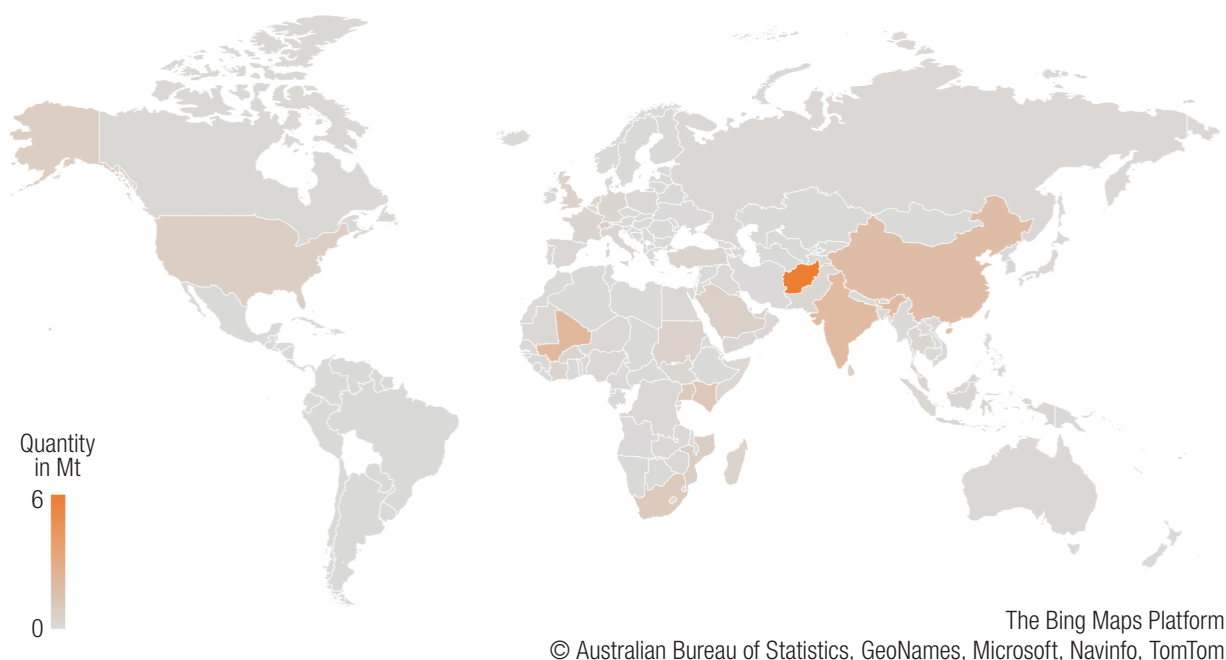 Quantity
in Mt
6
0
The Bing Maps Platform
© Australian Bureau of Statistics, GeoNames, Microsoft, Navinfo, TomTom